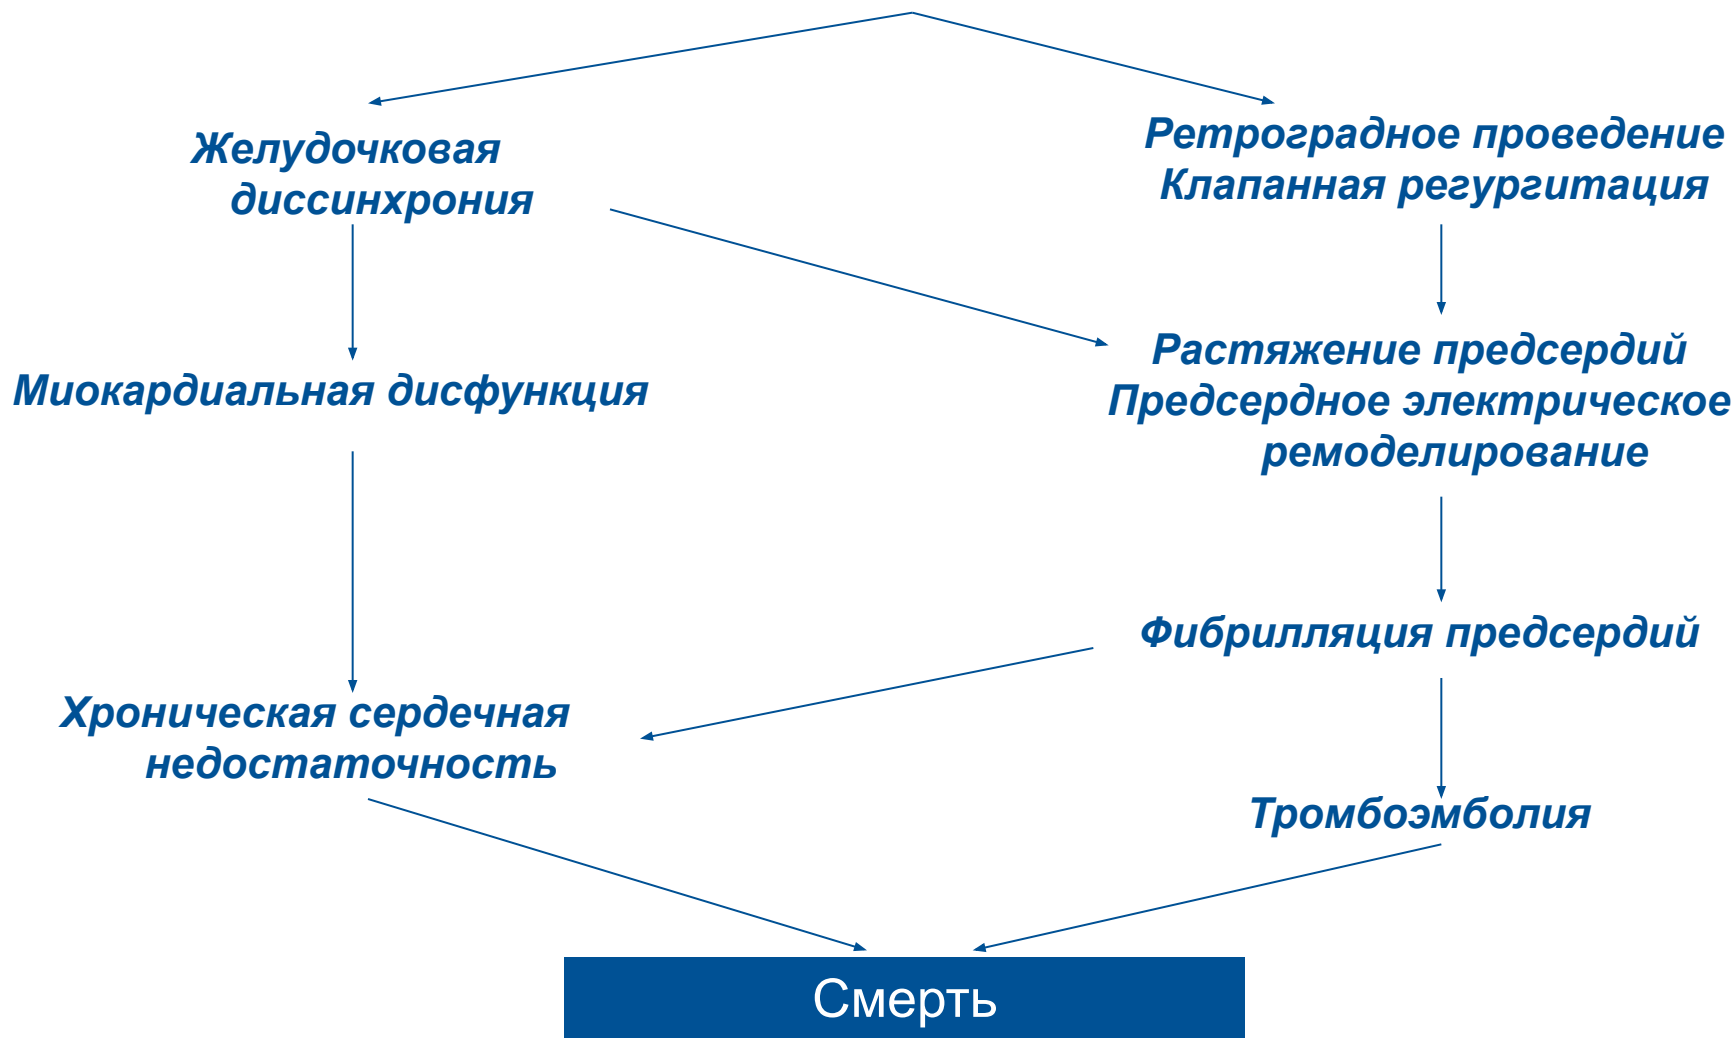 Желудочковая
диссинхрония
Ретроградное проведение
Клапанная регургитация
Миокардиальная дисфункция
Растяжение предсердий
Предсердное электрическое
ремоделирование
Фибрилляция предсердий
Хроническая сердечная
недостаточность
Тромбоэмболия
Смерть